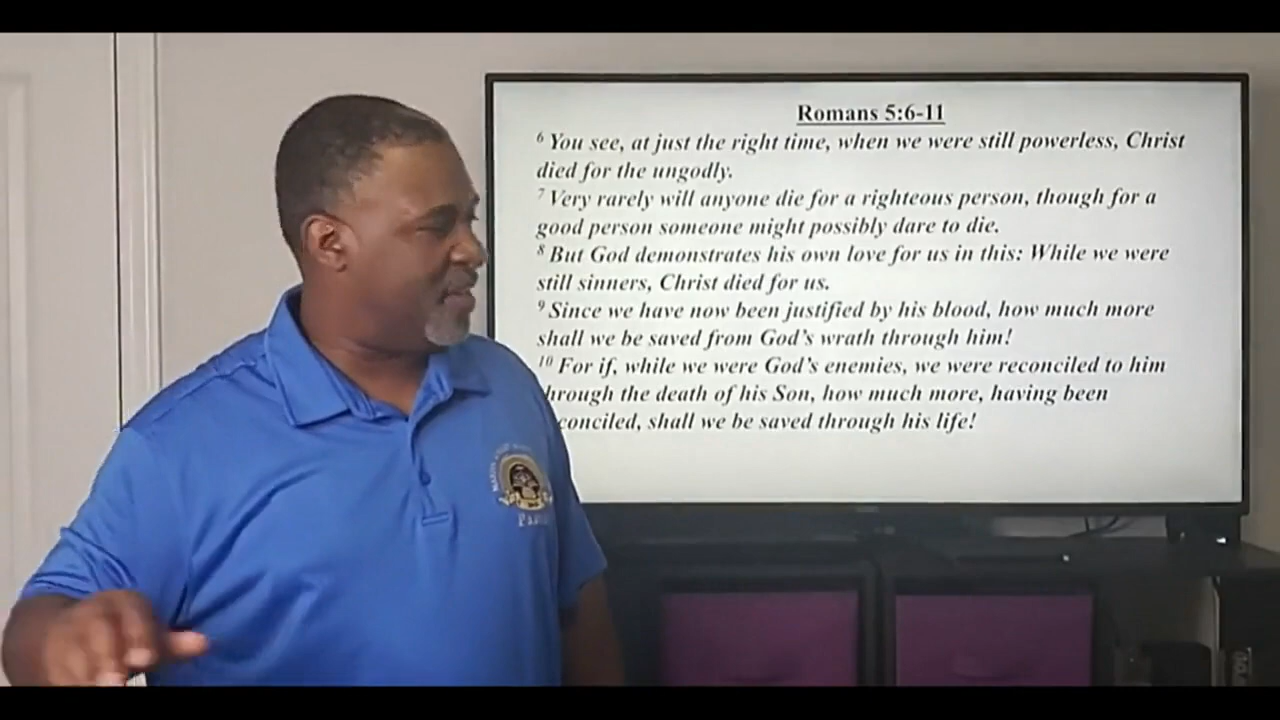 Romans 5:6-11
6 You see, at just the right time, when we were still powerless, Christ
died for the ungodly.
7 Very rarely will anyone die for a righteous person, though for a
good person someone might possibly dare to die.
8 But God demonstrates his own love for us in this: While we were
still sinners, Christ died for us.
9 Since we have now been justified by his blood, how much more
shall we be saved from God's wrath through him!
10 For if, while we were God's enemies, we were reconciled to him
hrough the death of his Son, how much more, having been
conciled, shall we be saved through his life!